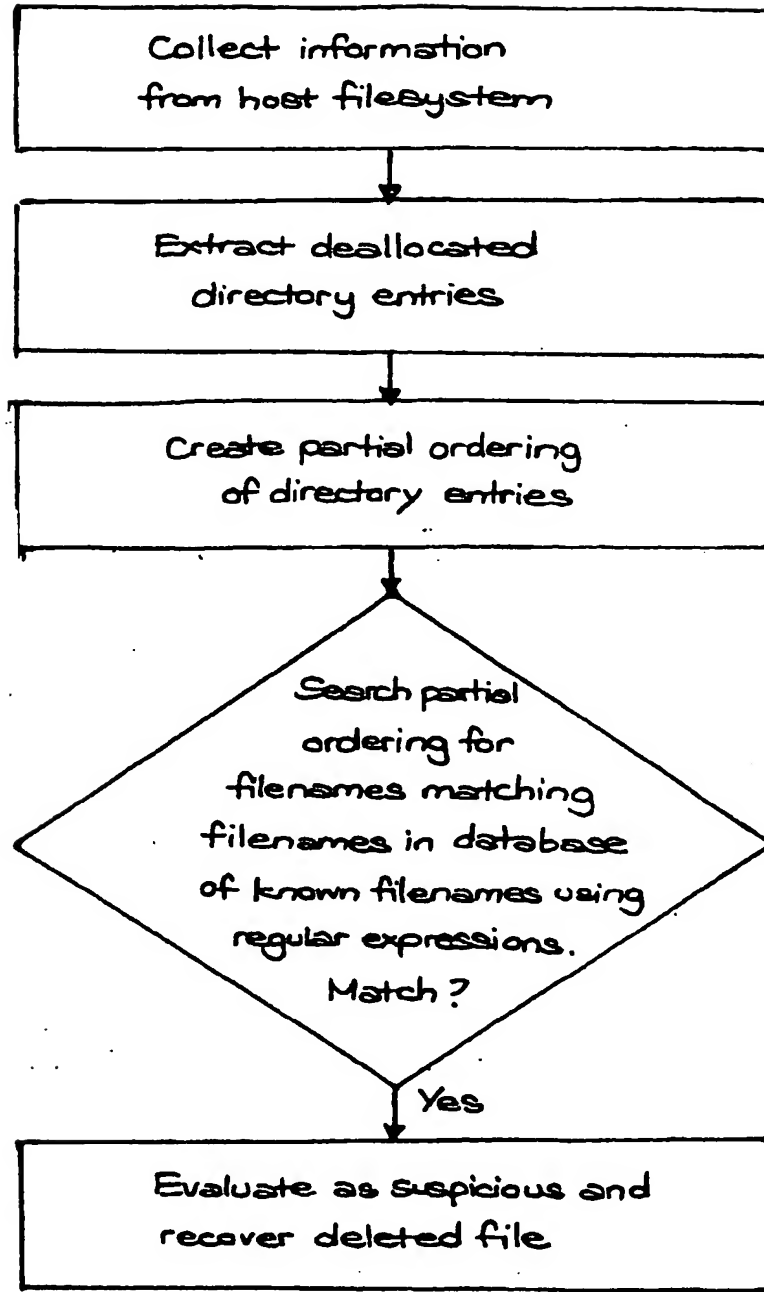 Collect information
from host filesystem
Extract deallocated
directory entries
Create partial ordering
of directory entries
Search partial
ordering for
filenames matching
filenames in database
of known filenames using
regular expressions.
Match?
Yes
Evaluate as suspicious and
recover deleted file